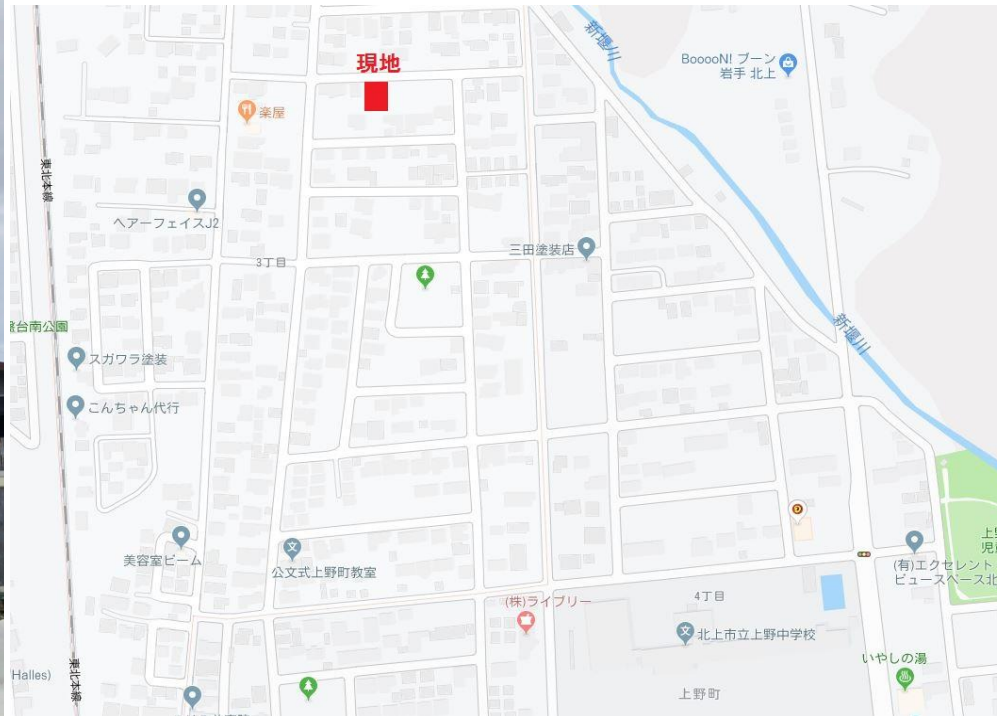 新堰川
BooooN! ブーン
岩手 北上
現地
楽屋
東北本線
ヘアーフェイスJ2
三田塗装店
3丁目
台南公園
新堰川
スガワラ塗装
こんちゃん代行
美容室ビーム
公文式上野町教室
(有)エクセレント
ビュースペース北
(株)ライブリー
4丁目
北上市立上野中学校
いやしの湯
Halles)
東北本線
上野町